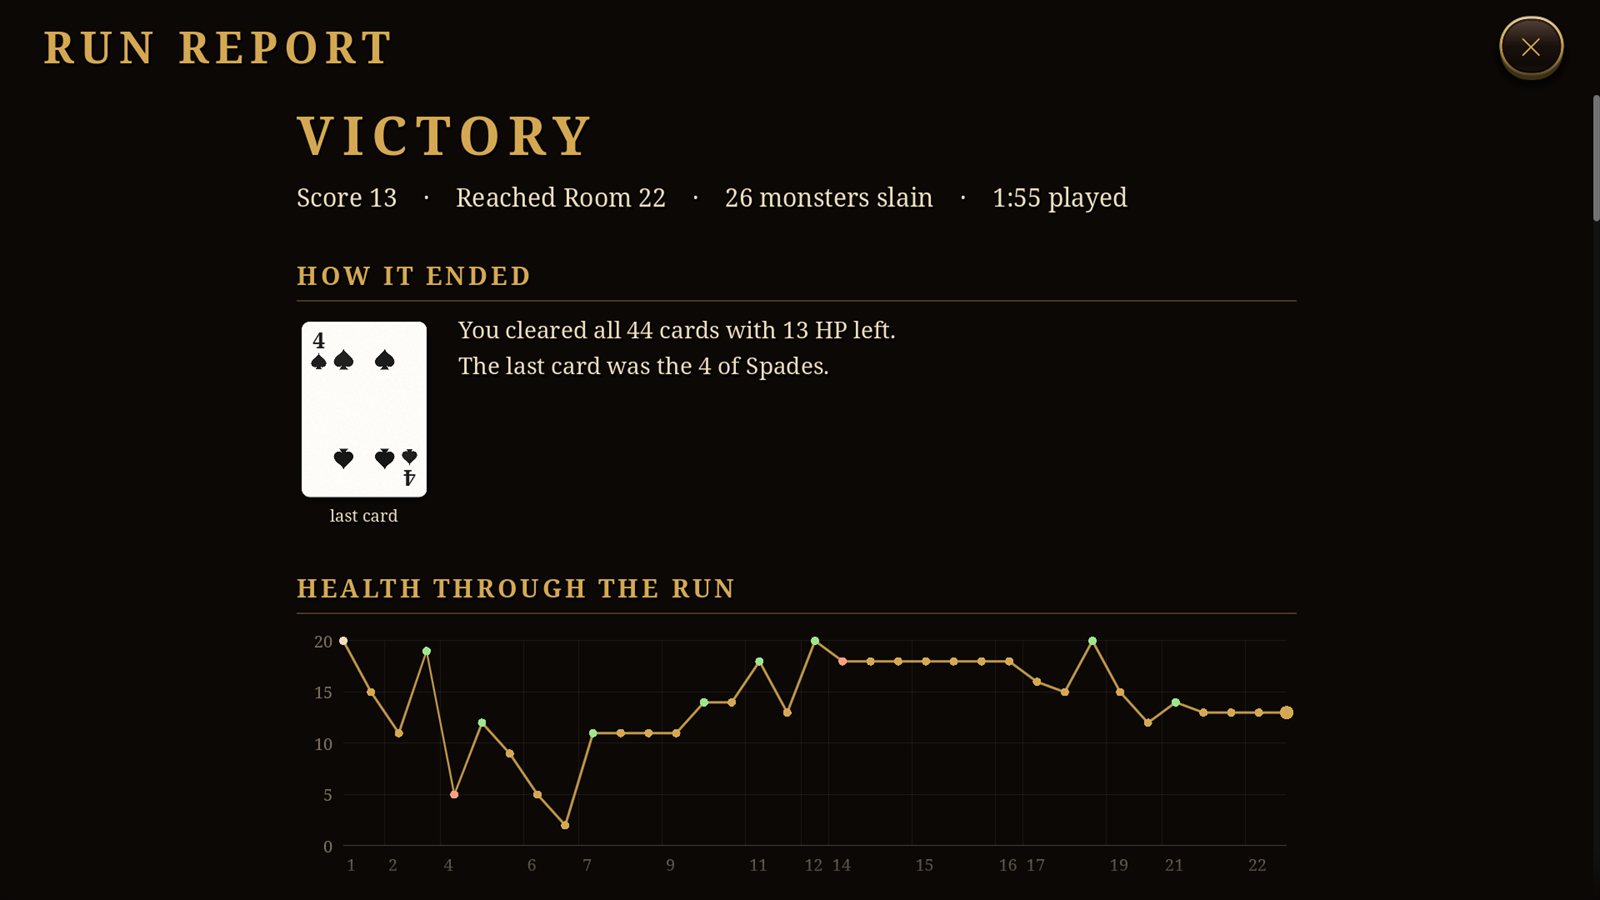 RUN REPORT
VICTORY
Score 13 · Reached Room 22 · 26 monsters slain · 1:55 played
HOW IT ENDED
4
You cleared all 44 cards with 13 HP left.
The last card was the 4 of Spades.
4
last card
HEALTH THROUGH THE RUN
20
15
10
5
0
1 2 4 6 7 9 11 12 14 15 16 17 19 21 22